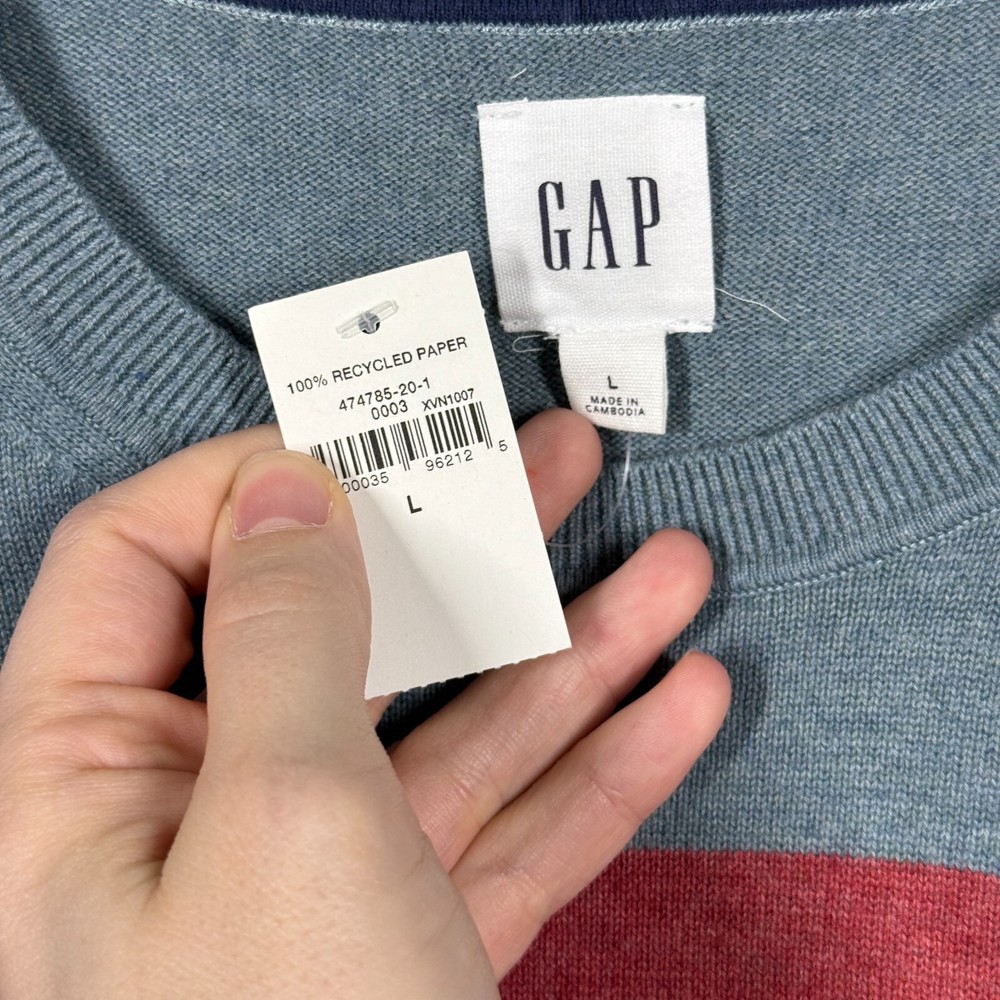 GAP
L
MADE IN
CAMBODIA
100% RECYCLED PAPER
474785-20-1
0003 XVN1007
00035 96212 5
L